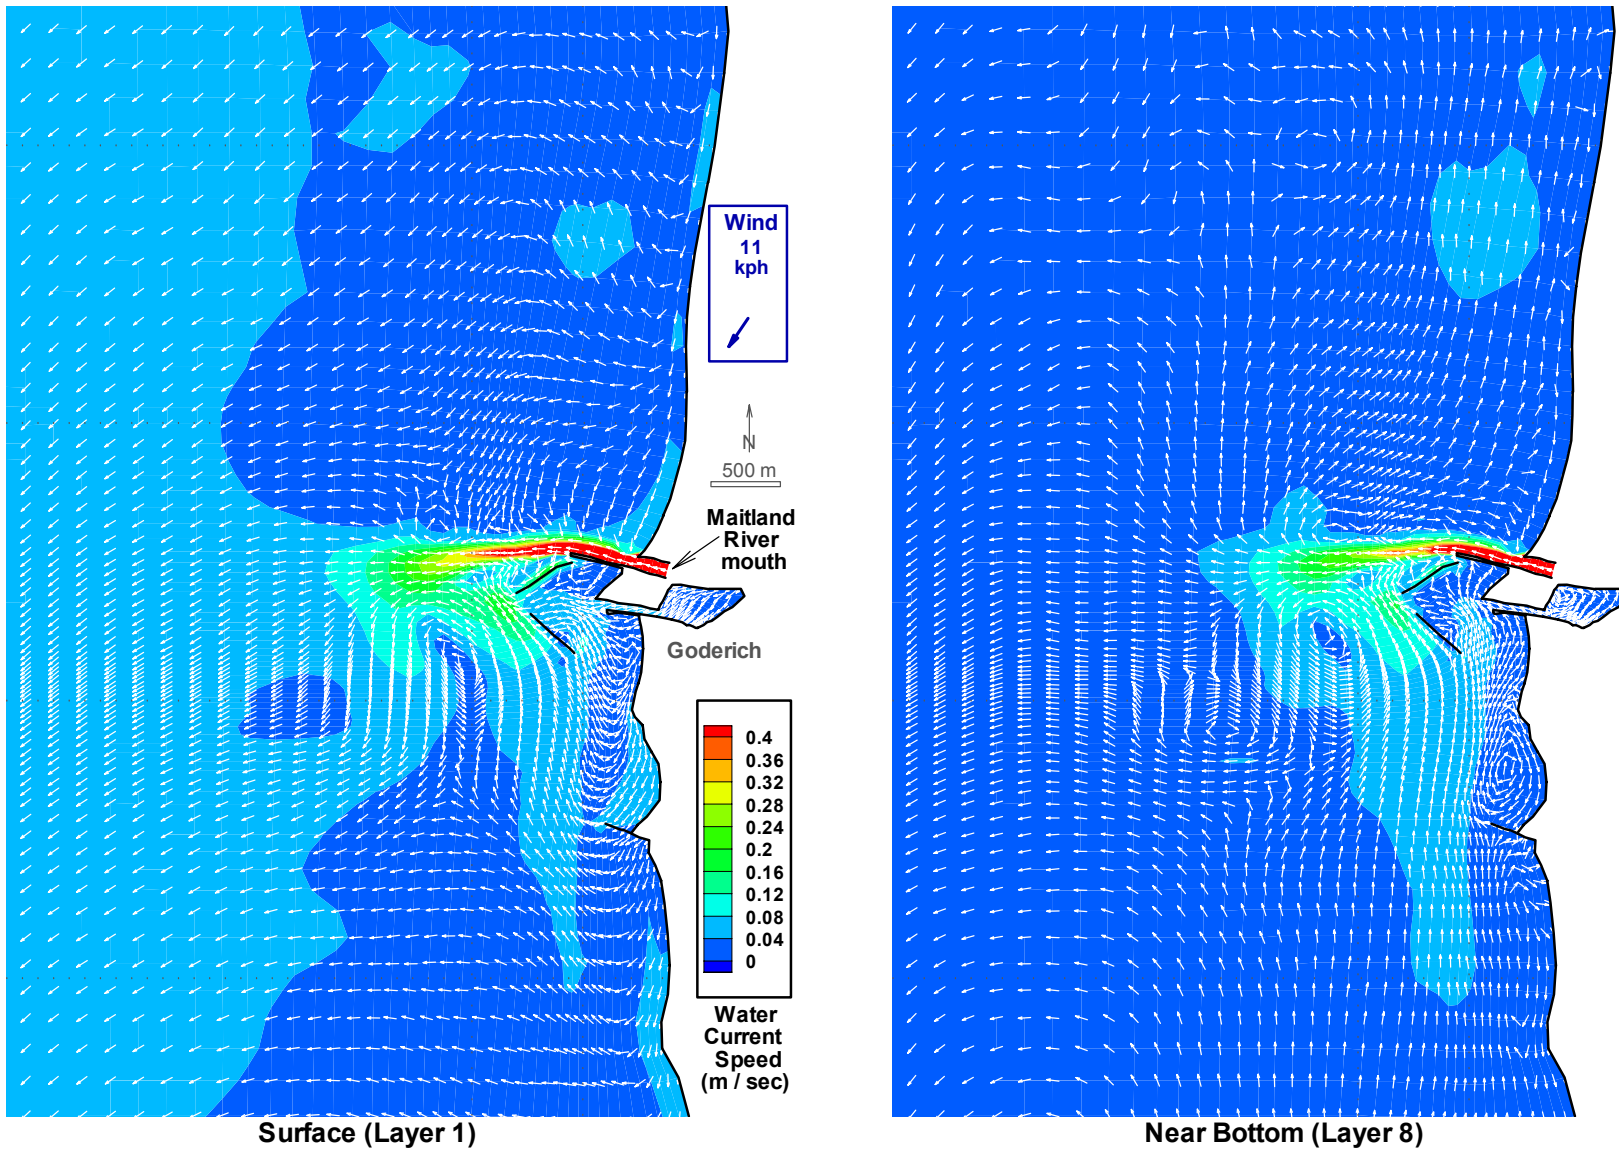 Wind
11
kph
N
500 m
Maitland
River
mouth
Goderich
0.4
0.36
0.32
0.28
0.24
0.2
0.16
0.12
0.08
0.04
0
Water
Current
Speed
(m / sec)
Surface (Layer 1)
Near Bottom (Layer 8)